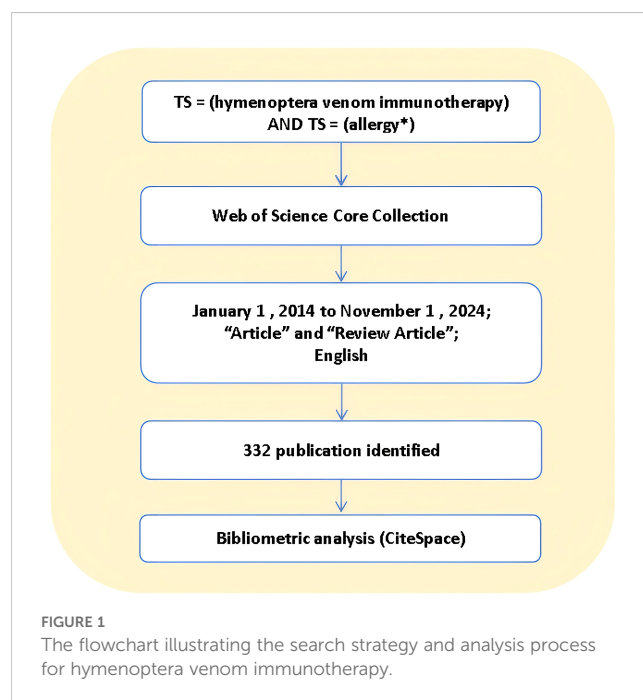 TS = (hymenoptera venom immunotherapy)
AND TS = (allergy*)
Web of Science Core Collection
January 1 , 2014 to November 1 , 2024;
“Article” and “Review Article”;
English
332 publication identified
Bibliometric analysis (CiteSpace)
FIGURE 1
The flowchart illustrating the search strategy and analysis process
for hymenoptera venom immunotherapy.